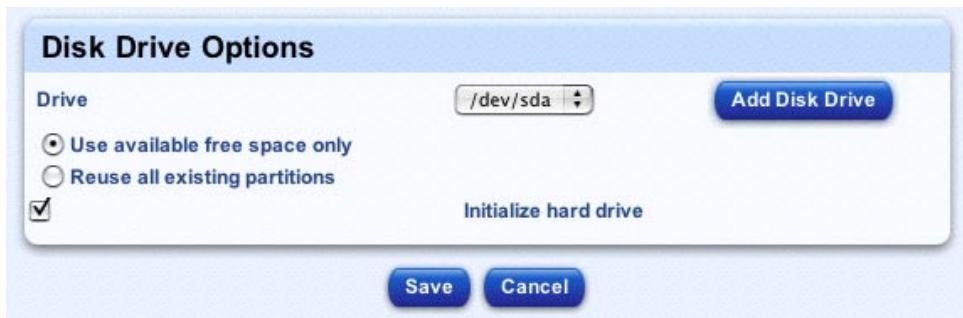 Disk Drive Options
Drive /dev/sda Add Disk Drive
Use available free space only
Reuse all existing partitions
Initialize hard drive
Save Cancel